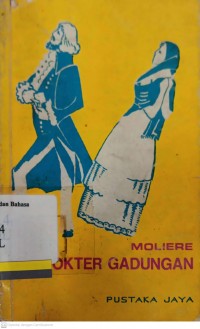 dan Bahasa
4
L
MOLIERE
OKTER GADUNGAN
PUSTAKA JAYA